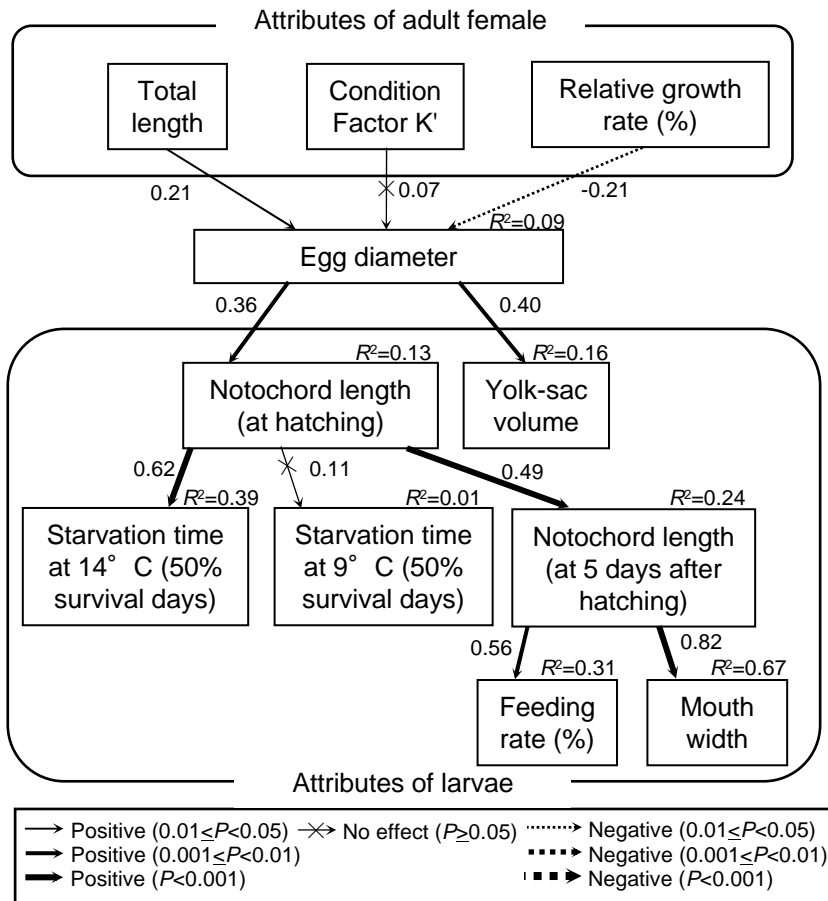 Attributes of adult female
Total
length
Condition
Factor K'
Relative growth
rate (%)
0.21
0.07
-0.21
R²=0.09
Egg diameter
0.36
0.40
R²=0.13
R²=0.16
Notochord length
(at hatching)
Yolk-sac
volume
0.62
0.11
0.49
R²=0.39
R²=0.01
R²=0.24
Starvation time
at 14° C (50%
survival days)
Starvation time
at 9° C (50%
survival days)
Notochord length
(at 5 days after
hatching)
0.56
0.82
R²=0.31
R²=0.67
Feeding
rate (%)
Mouth
width
Attributes of larvae
Positive (0.01≤P<0.05)
No effect (P≥0.05)
Negative (0.01≤P<0.05)
Positive (0.001≤P<0.01)
Negative (0.001≤P<0.01)
Positive (P<0.001)
Negative (P<0.001)